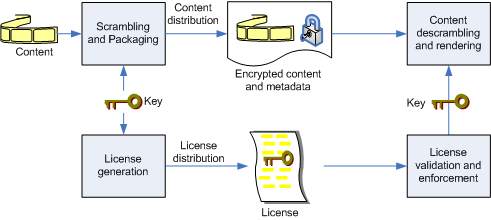 Content
Scrambling
and Packaging
Content
distribution
Encrypted content
and metadata
Content
descrambling
and rendering
Key
Key
License
generation
License
distribution
License
License
validation and
enforcement